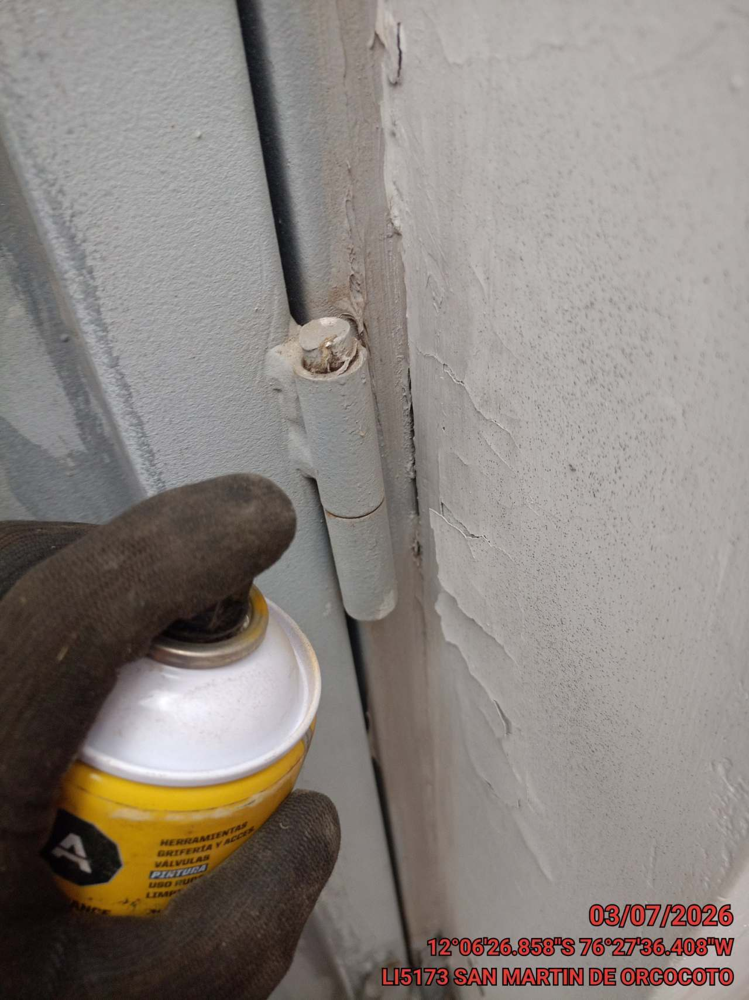 A
HERRAMIENTAS
GRIFERÍA Y ACCES
VÁLVULAS
PINTURA
USO RUD
LIMP
03/07/2026
12°06'26.858"S 76°27'36.408"W
LI5173 SAN MARTIN DE ORCOCOTO